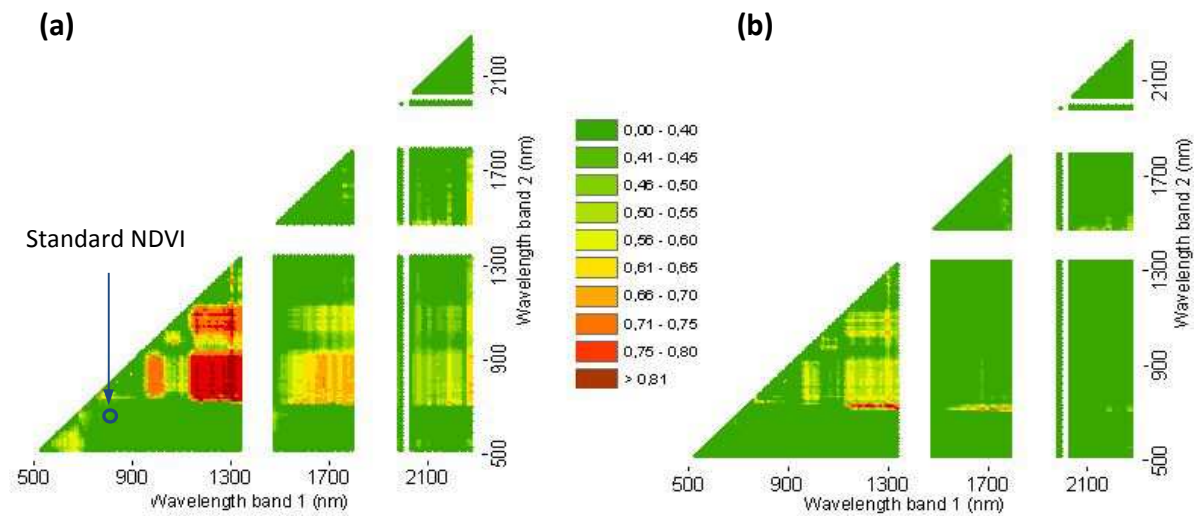 (a)
(b)
Standard NDVI
500 900 1300 1700 2100
Wavelength band 1 (nm)
500 900 1300 1700 2100
Wavelength band 2 (nm)
0,00 - 0,40
0,41 - 0,45
0,46 - 0,50
0,50 - 0,55
0,56 - 0,60
0,61 - 0,65
0,66 - 0,70
0,71 - 0,75
0,75 - 0,80
> 0,81
500 900 1300 1700 2100
Wavelength band 1 (nm)
500 900 1300 1700 2100
Wavelength band 2 (nm)